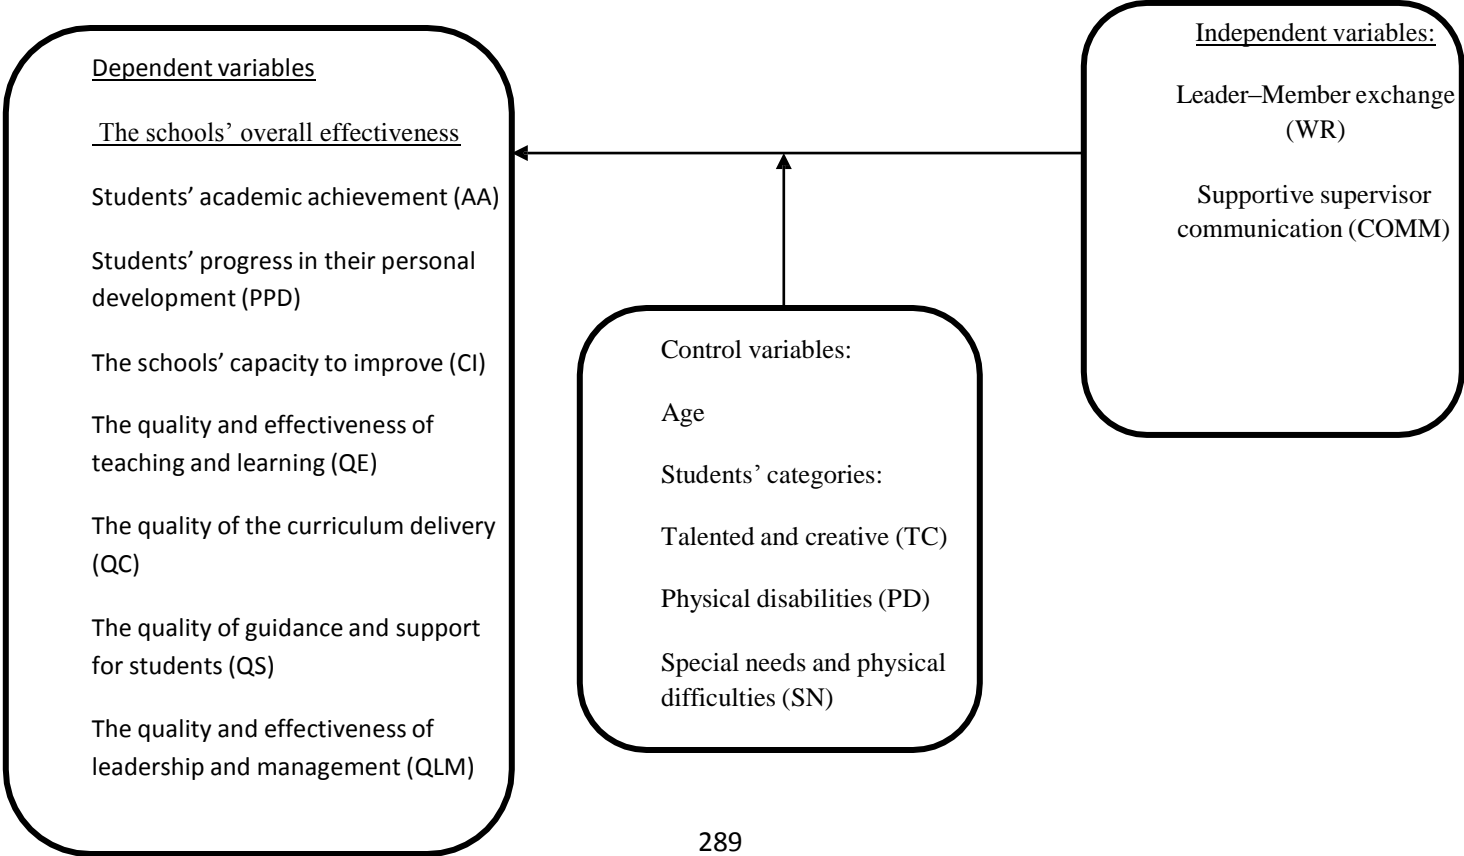 Dependent variables
The schools’ overall effectiveness
Students’ academic achievement (AA)
Students’ progress in their personal
development (PPD)
The schools’ capacity to improve (CI)
The quality and effectiveness of
teaching and learning (QE)
The quality of the curriculum delivery
(QC)
The quality of guidance and support
for students (QS)
The quality and effectiveness of
leadership and management (QLM)
Control variables:
Age
Students’ categories:
Talented and creative (TC)
Physical disabilities (PD)
Special needs and physical
difficulties (SN)
Independent variables:
Leader–Member exchange
(WR)
Supportive supervisor
communication (COMM)
289